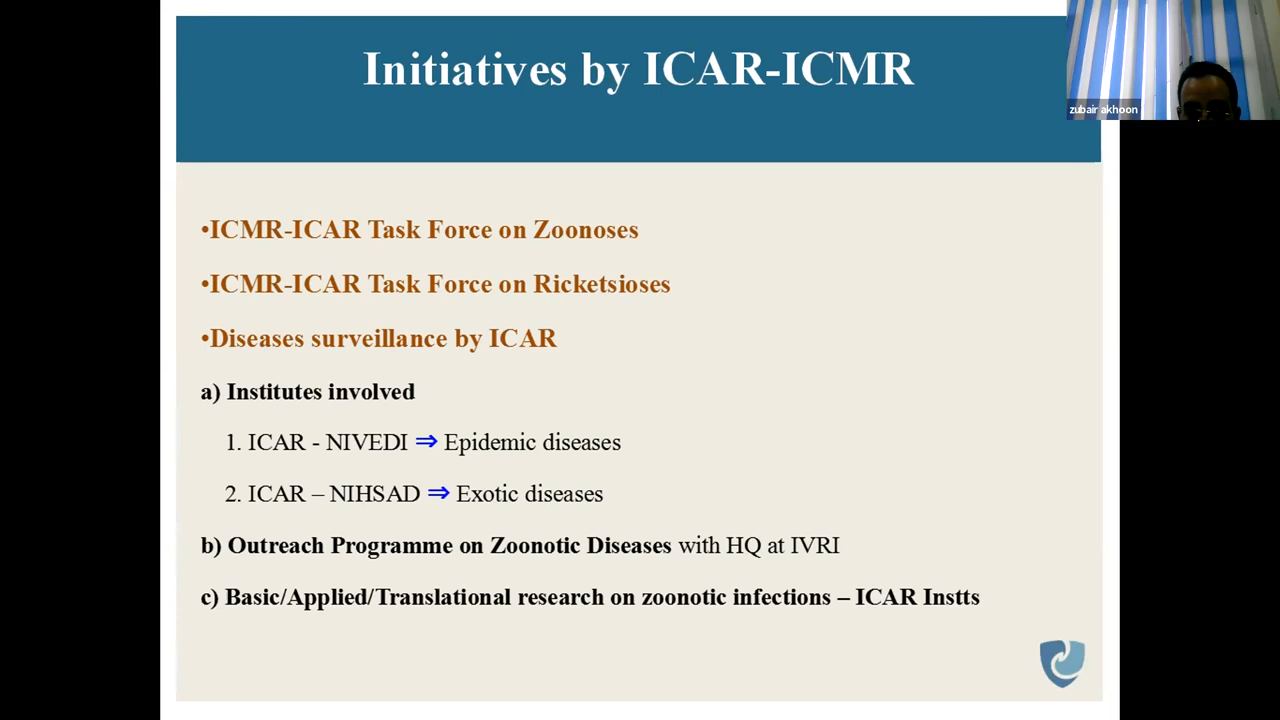 Initiatives by ICAR-ICMR
zubair akhoon
•ICMR-ICAR Task Force on Zoonoses
•ICMR-ICAR Task Force on Ricketsioses
•Diseases surveillance by ICAR
a) Institutes involved
1. ICAR - NIVEDI ⇒ Epidemic diseases
2. ICAR – NIHSAD ⇒ Exotic diseases
b) Outreach Programme on Zoonotic Diseases with HQ at IVRI
c) Basic/Applied/Translational research on zoonotic infections – ICAR Instts